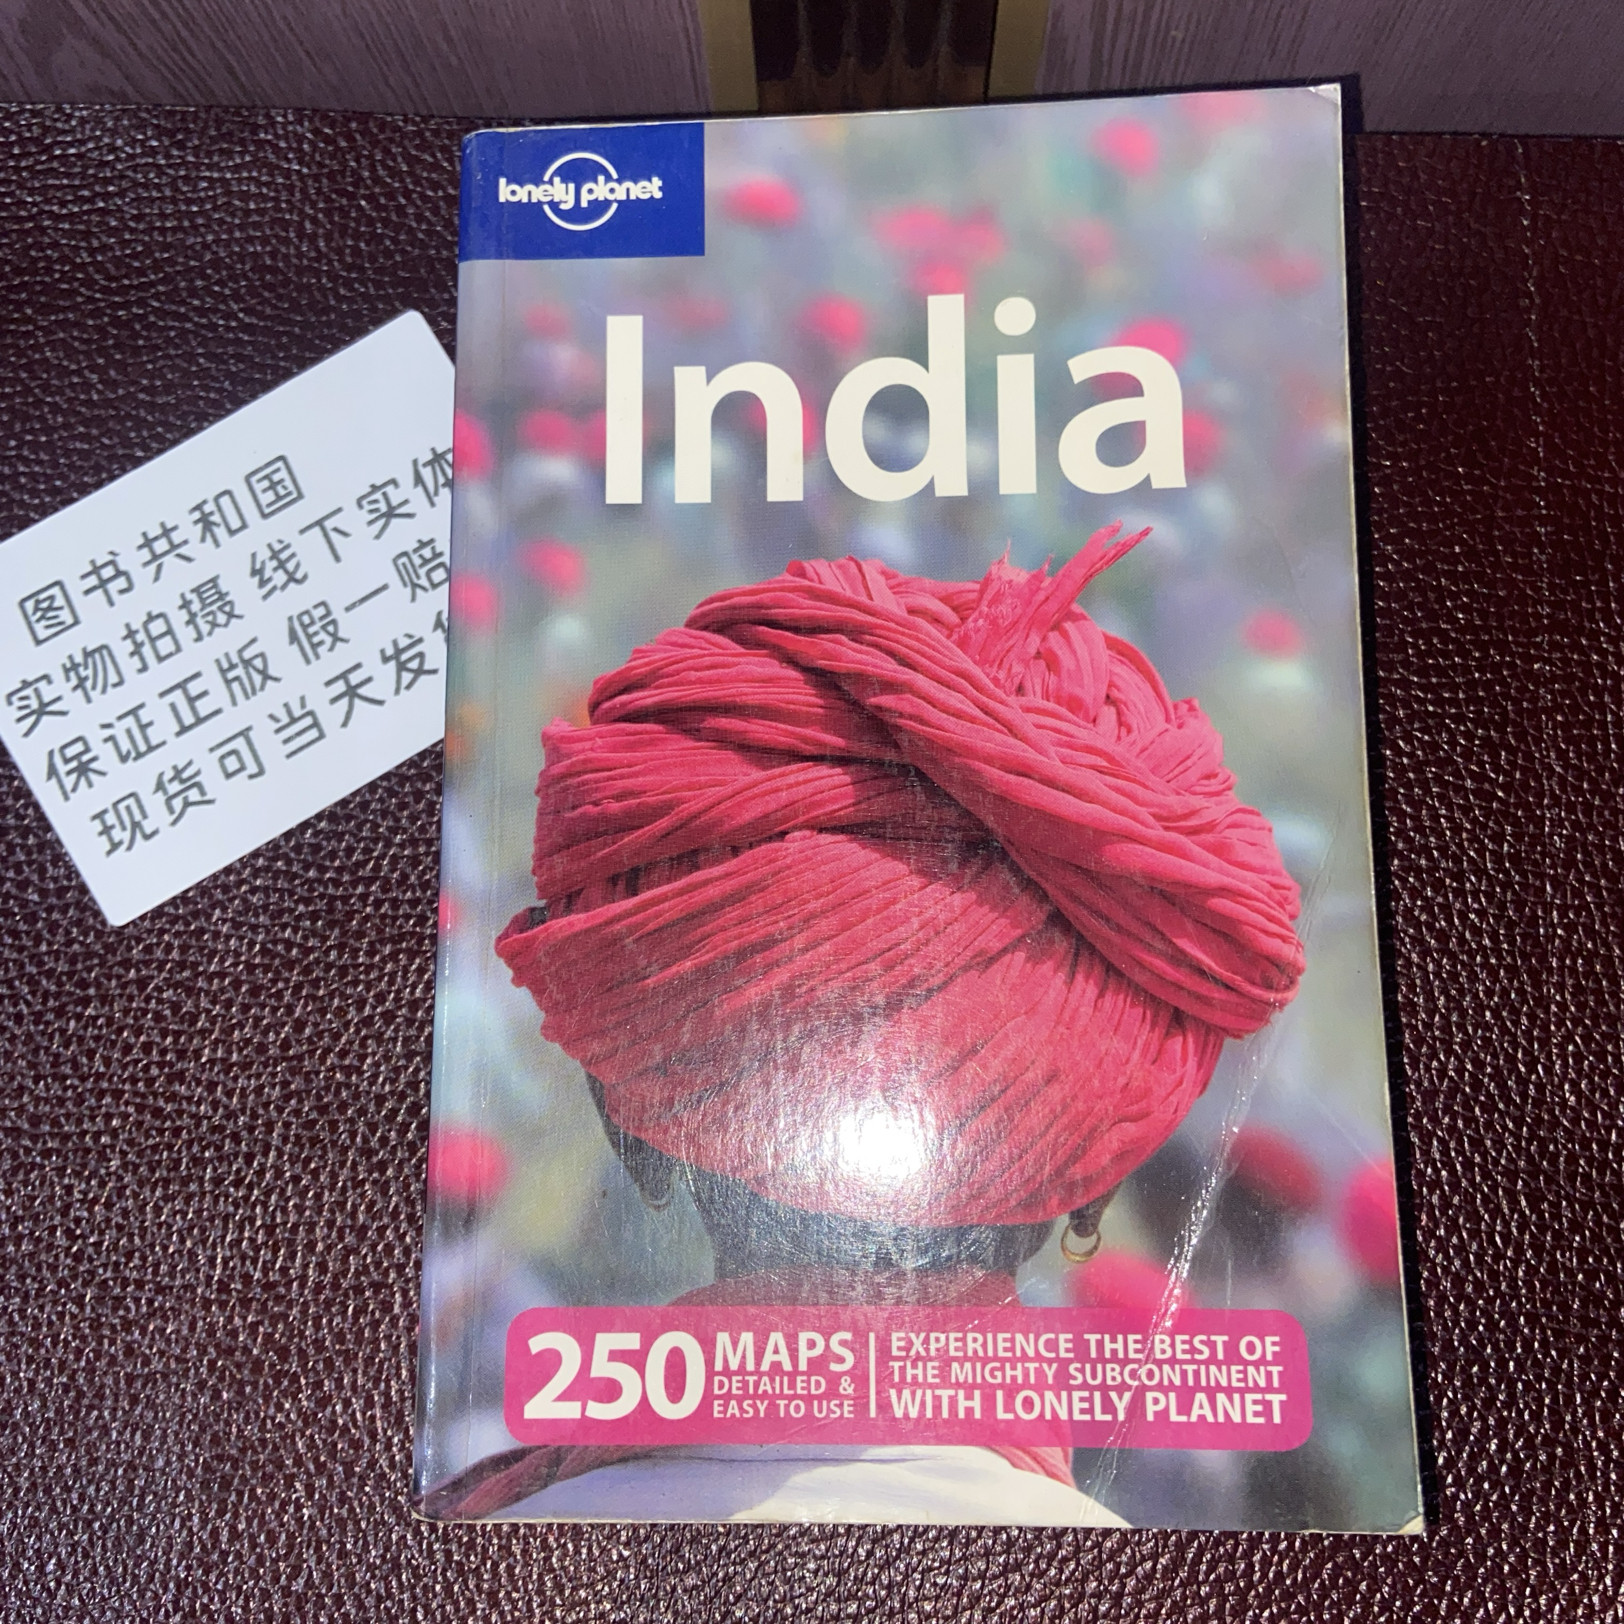 lonely planet
India
250 MAPS
DETAILED &
EASY TO USE
EXPERIENCE THE BEST OF
THE MIGHTY SUBCONTINENT
WITH LONELY PLANET
图书共和国
实物拍摄 线下实体
保证正版 假一赔
现货可当天发